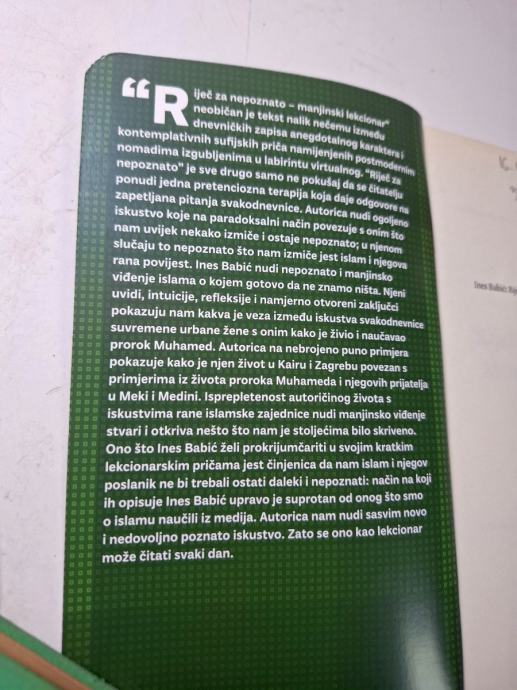 “Riječ za nepoznato – manjinski lekcionar”
neobičan je tekst nalik nečemu između
dnevničkih zapisa anegdotalnog karaktera i
kontemplativnih sufijskih priča namijenjenih postmodernim
nomadima izgubljenima u labirintu virtualnog. “Riječ za
nepoznato” je sve drugo samo ne pokušaj da se čitatelju
ponudi jedna pretenciozna terapija koja daje odgovore na
zapetljana pitanja svakodnevnice. Autorica nudi ogoljeno
iskustvo koje na paradoksalni način povezuje s onim što
nam uvijek nekako izmiče i ostaje nepoznato; u njenom
slučaju to nepoznato što nam izmiče jest islam i njegova
rana povijest. Ines Babić nudi nepoznato i manjinsko
viđenje islama o kojem gotovo da ne znamo ništa. Njeni
uvidi, intuicije, refleksije i namjerno otvoreni zaključci
pokazuju nam kakva je veza između iskustva svakodnevice
suvremene urbane žene s onim kako je živio i naučavao
prorok Muhamed. Autorica na nebrojeno puno primjera
pokazuje kako je njen život u Kairu i Zagrebu povezan s
primjerima iz života proroka Muhameda i njegovih prijatelja
u Meki i Medini. Isprepletenost autoričinog života s
iskustvima rane islamske zajednice nudi manjinsko viđenje
stvari i otkriva nešto što nam je stoljećima bilo skriveno.
Ono što Ines Babić želi prokrijumčariti u svojim kratkim
lekcionarskim pričama jest činjenica da nam islam i njegov
poslanik ne bi trebali ostati daleki i nepoznati: način na koji
ih opisuje Ines Babić upravo je suprotan od onog što smo
o islamu naučili iz medija. Autorica nam nudi sasvim novo
i nedovoljno poznato iskustvo. Zato se ono kao lekcionar
može čitati svaki dan.
Ines Babić: